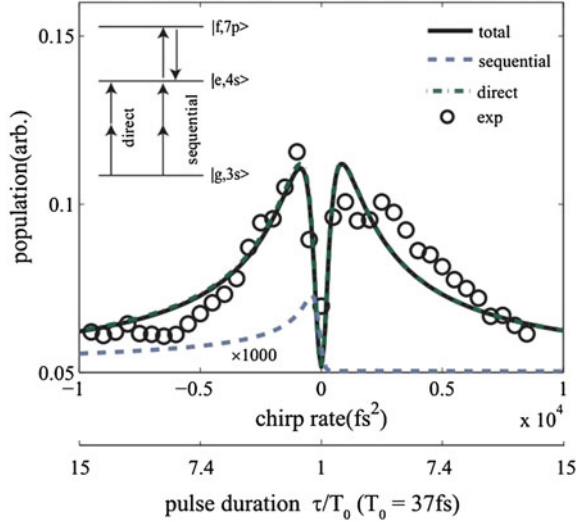 0.15
0.1
0.05
population(arb.)
|f,7p>
|e,4s>
|g,3s>
direct
sequential
total
sequential
direct
exp
×1000
−1 −0.5 0 0.5 1
chirp rate(fs²) x 10⁴
15 7.4 1 7.4 15
pulse duration τ/T₀ (T₀ = 37fs)